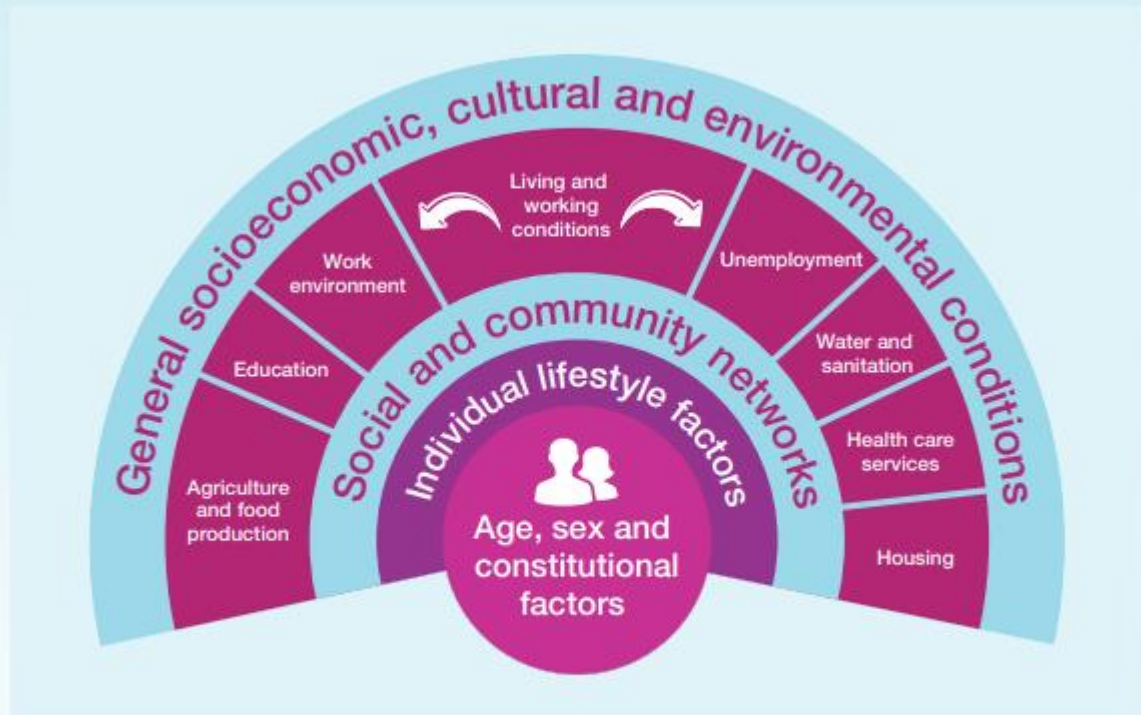 General socioeconomic, cultural and environmental conditions
Living and
working
conditions
Work
environment
Unemployment
Education
Water and
sanitation
Agriculture
and food
production
Health care
services
Housing
Social and community networks
Individual lifestyle factors
Age, sex and
constitutional
factors